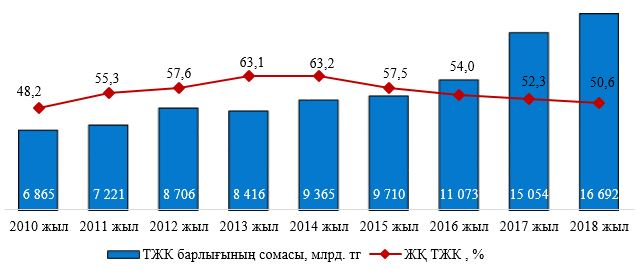 48,2 55,3 57,6 63,1 63,2 57,5 54,0 52,3 50,6
6 865 7 221 8 706 8 416 9 365 9 710 11 073 15 054 16 692
2010 жыл 2011 жыл 2012 жыл 2013 жыл 2014 жыл 2015 жыл 2016 жыл 2017 жыл 2018 жыл
ТЖК барлығының сомасы, млрд. тг ЖҚ ТЖК , %